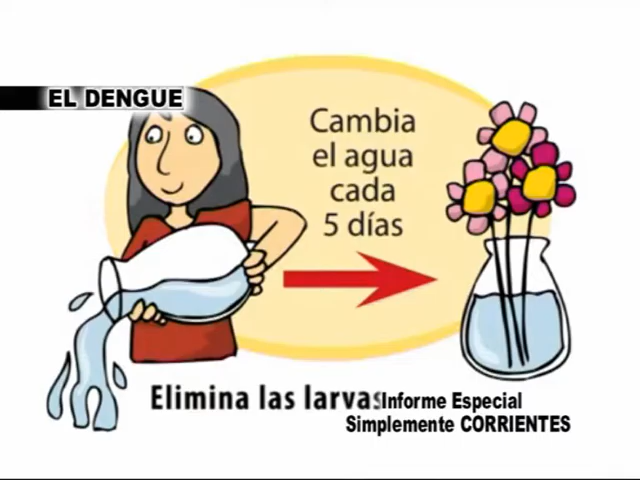 EL DENGUE
Cambia
el agua
cada
5 días
Elimina las larvas
Informe Especial
Simplemente CORRIENTES